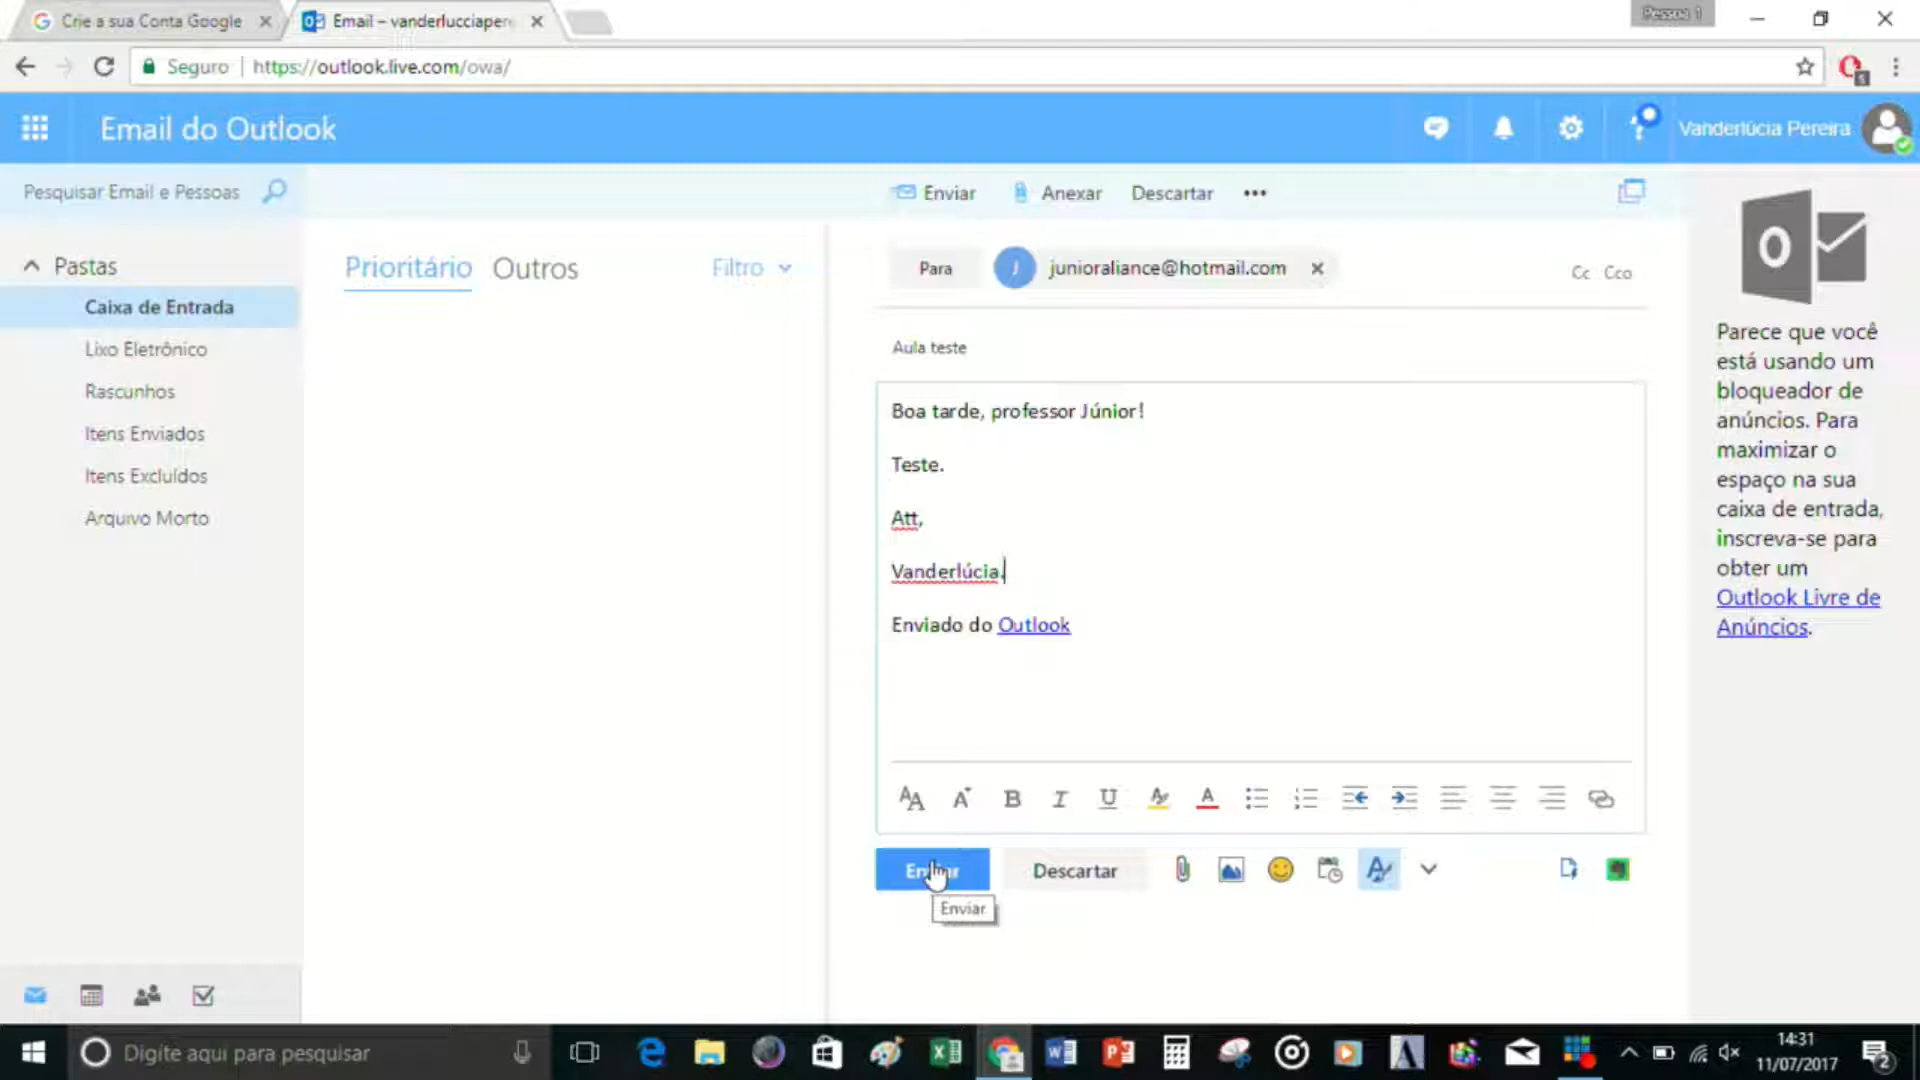 Crie a sua Conta Google
Email – vanderlucciapere
Pessoa 1
Seguro
https://outlook.live.com/owa/
Email do Outlook
Vanderlúcia Pereira
Pesquisar Email e Pessoas
Enviar
Anexar
Descartar
Pastas
Caixa de Entrada
Lixo Eletrônico
Rascunhos
Itens Enviados
Itens Excluídos
Arquivo Morto
Prioritário
Outros
Filtro
Para
J
junioraliance@hotmail.com
Cc
Cco
Aula teste
Boa tarde, professor Júnior!
Teste.
Att,
Vanderlúcia.
Enviado do Outlook
Enviar
Descartar
Enviar
Parece que você
está usando um
bloqueador de
anúncios. Para
maximizar o
espaço na sua
caixa de entrada,
inscreva-se para
obter um
Outlook Livre de
Anúncios.
Digite aqui para pesquisar
14:31
11/07/2017
2